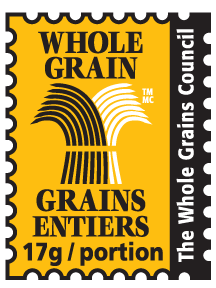 WHOLE
GRAIN
TM
MC
GRAINS
ENTIERS
17g / portion
The Whole Grains Council